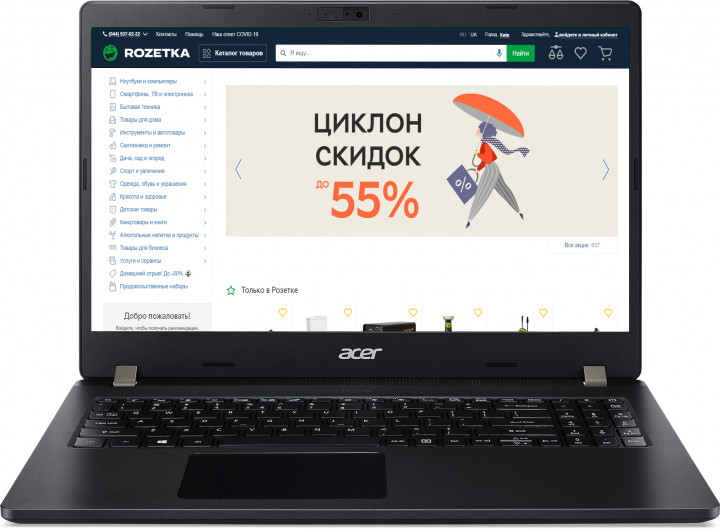 (044) 537-02-22
Контакты
Помощь
Наш ответ COVID-19
RU
UA
Город Київ
Здравствуйте,
войдите в личный кабинет
ROZETKA
Каталог товаров
Я ищу...
Найти
Ноутбуки и компьютеры
Смартфоны, ТВ и электроника
Бытовая техника
Товары для дома
Инструменты и автотовары
Сантехника и ремонт
Дача, сад и огород
Спорт и увлечения
Одежда, обувь и украшения
Красота и здоровье
Детские товары
Канцтовары и книги
Алкогольные напитки и продукты
Товары для бизнеса
Услуги и сервисы
Домашний отрыв! До -50%
Продовольственные наборы
ЦИКЛОН
СКИДОК
ДО
55%
%
Все акции 637
Только в Розетке
Добро пожаловать!
Войдите, чтобы получать рекомендации,
acer